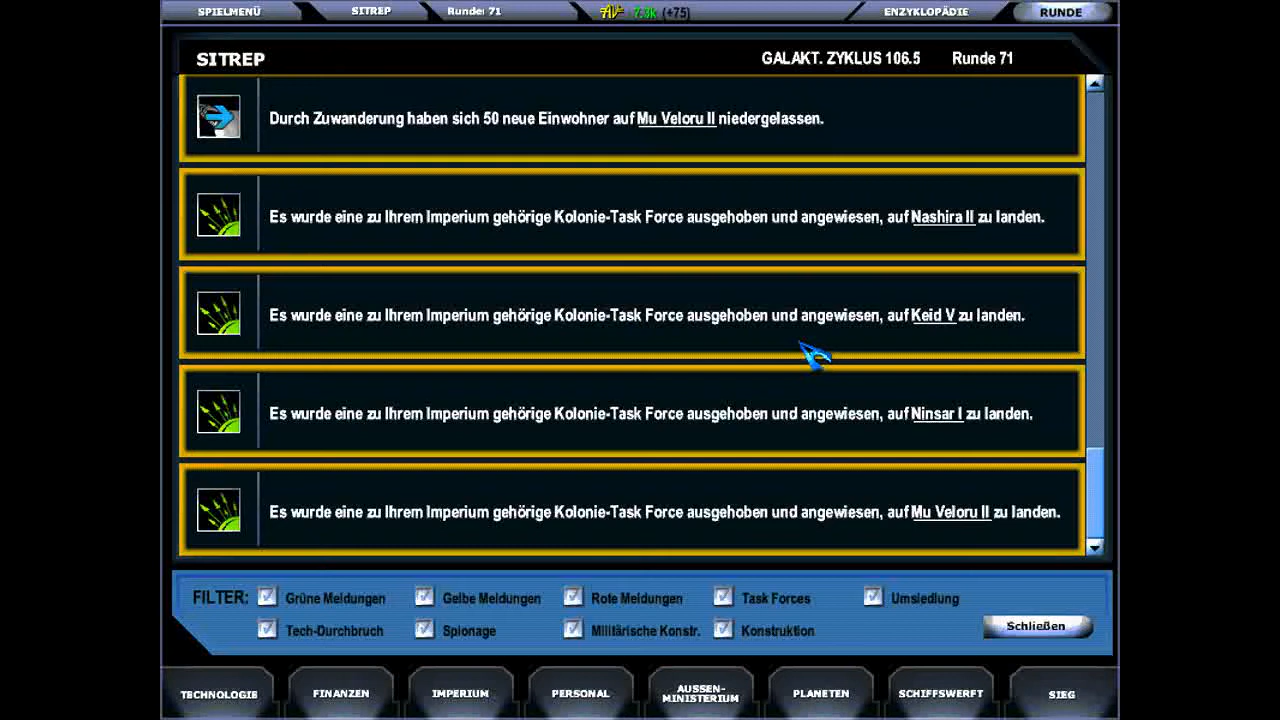 SPIELMENÜ SITREP Runde: 71 7.3k (+75) ENZYKLOPÄDIE RUNDE
SITREP GALAKT. ZYKLUS 106.5 Runde 71
Durch Zuwanderung haben sich 50 neue Einwohner auf Mu Veloru II niedergelassen.
Es wurde eine zu Ihrem Imperium gehörige Kolonie-Task Force ausgehoben und angewiesen, auf Nashira II zu landen.
Es wurde eine zu Ihrem Imperium gehörige Kolonie-Task Force ausgehoben und angewiesen, auf Keid V zu landen.
Es wurde eine zu Ihrem Imperium gehörige Kolonie-Task Force ausgehoben und angewiesen, auf Ninsar I zu landen.
Es wurde eine zu Ihrem Imperium gehörige Kolonie-Task Force ausgehoben und angewiesen, auf Mu Veloru II zu landen.
FILTER: Grüne Meldungen Gelbe Meldungen Rote Meldungen Task Forces Umsiedlung
Tech-Durchbruch Spionage Militärische Konstr. Konstruktion Schließen
TECHNOLOGIE FINANZEN IMPERIUM PERSONAL AUSSEN-
MINISTERIUM PLANETEN SCHIFFSWERFT SIEG